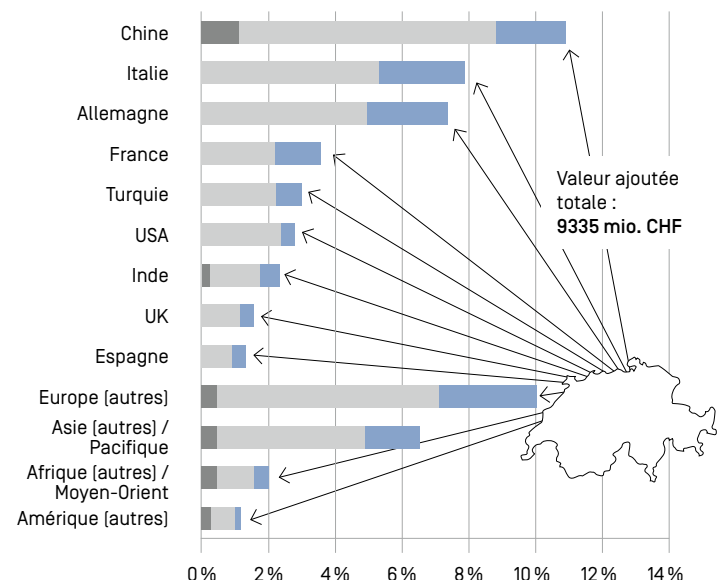 Chine
Italie
Allemagne
France
Turquie
USA
Inde
UK
Espagne
Europe (autres)
Asie (autres) /
Pacifique
Afrique (autres) /
Moyen-Orient
Amérique (autres)
Valeur ajoutée
totale :
9335 mio. CHF
0 % 2 % 4 % 6 % 8 % 10 % 12 % 14 %